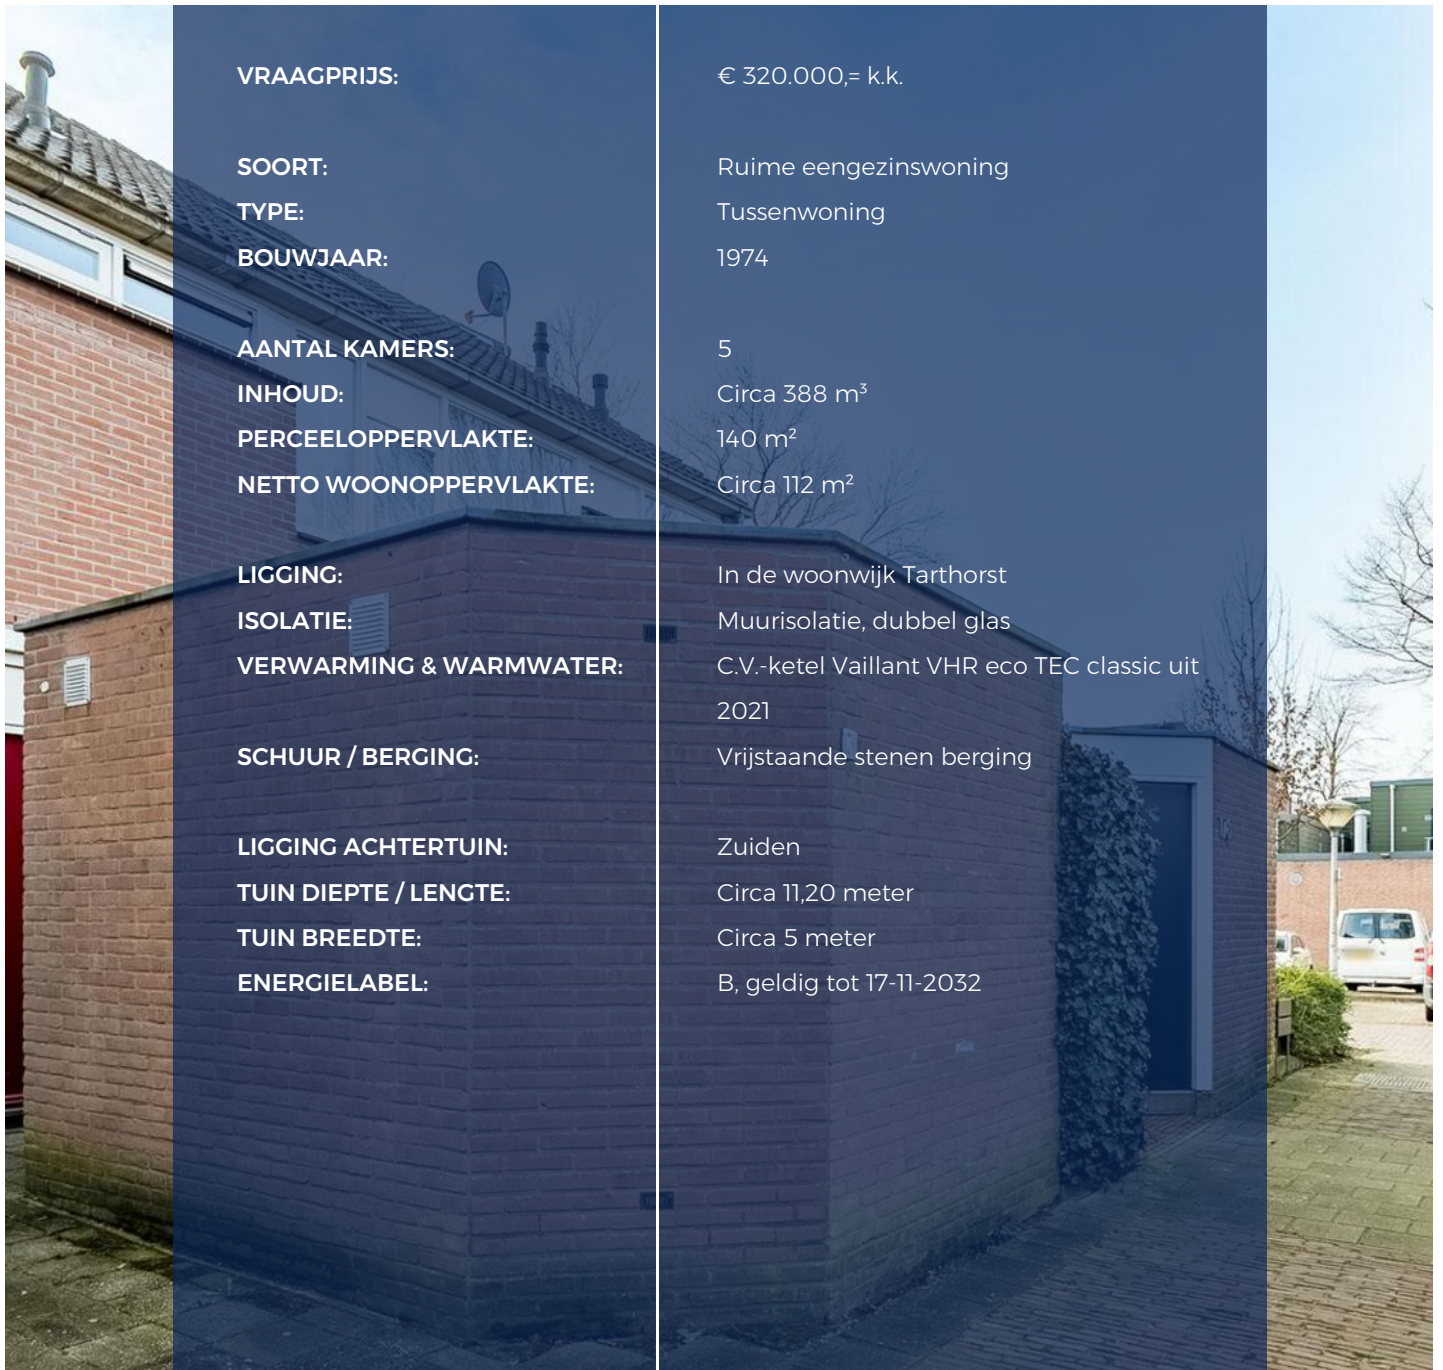 VRAAGPRIJS: € 320.000,= k.k.
SOORT: Ruime eengezinswoning
TYPE: Tussenwoning
BOUWJAAR: 1974
AANTAL KAMERS: 5
INHOUD: Circa 388 m³
PERCEELOPPERVLAKTE: 140 m²
NETTO WOONOPPERVLAKTE: Circa 112 m²
LIGGING: In de woonwijk Tarthorst
ISOLATIE: Muurisolatie, dubbel glas
VERWARMING & WARMWATER: C.V.-ketel Vaillant VHR eco TEC classic uit
2021
SCHUUR / BERGING: Vrijstaande stenen berging
LIGGING ACHTERTUIN: Zuiden
TUIN DIEPTE / LENGTE: Circa 11,20 meter
TUIN BREEDTE: Circa 5 meter
ENERGIELABEL: B, geldig tot 17-11-2032